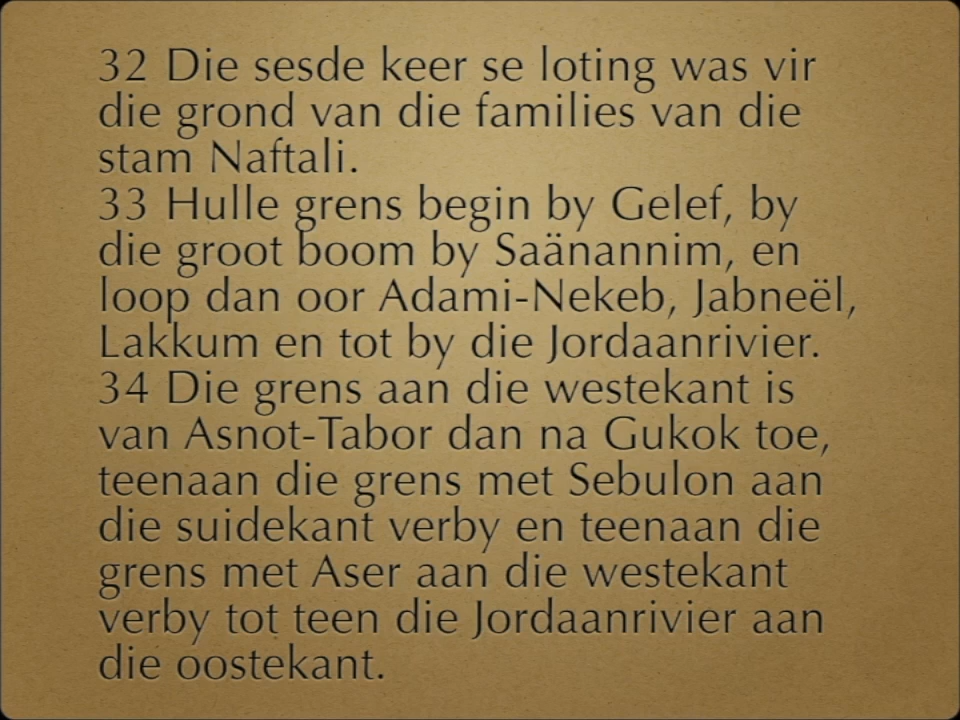 32 Die sesde keer se loting was vir
die grond van die families van die
stam Naftali.
33 Hulle grens begin by Gelef, by
die groot boom by Saänannim, en
loop dan oor Adami-Nekeb, Jabneël,
Lakkum en tot by die Jordaanrivier.
34 Die grens aan die westekant is
van Asnot-Tabor dan na Gukok toe,
teenaan die grens met Sebulon aan
die suidekant verby en teenaan die
grens met Aser aan die westekant
verby tot teen die Jordaanrivier aan
die oostekant.